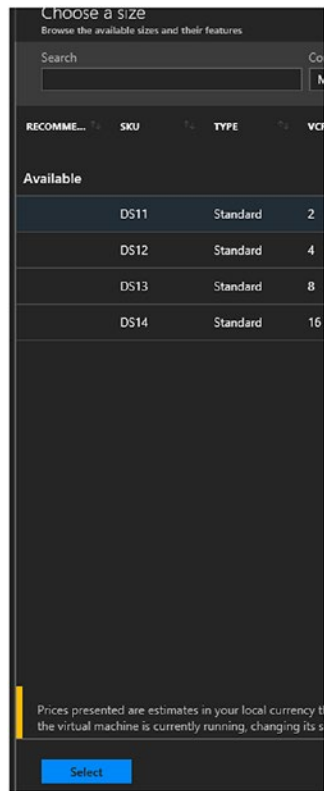 Choose a size
Browse the available sizes and their features
Search Co
M
RECOMME... SKU TYPE VCP
Available
DS11 Standard 2
DS12 Standard 4
DS13 Standard 8
DS14 Standard 16
Prices presented are estimates in your local currency th
the virtual machine is currently running, changing its s
Select